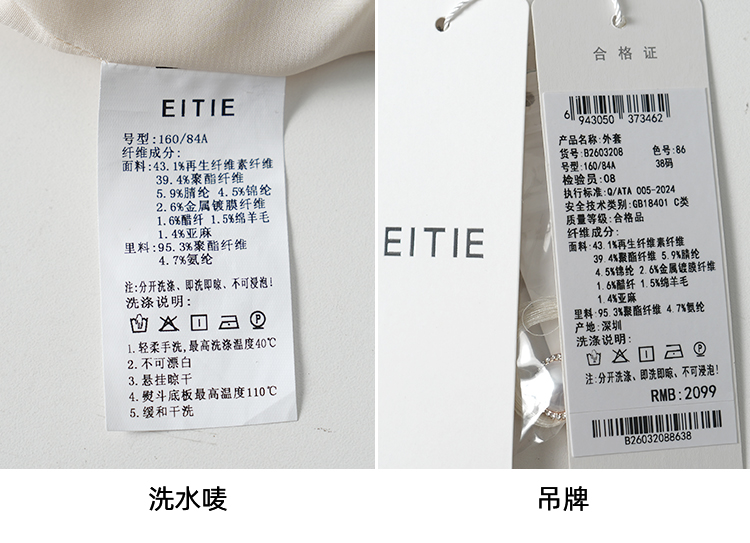 EITIE
号型:160/84A
纤维成分:
面料:43.1%再生纤维素纤维
39.4%聚酯纤维
5.9%腈纶 4.5%锦纶
2.6%金属镀膜纤维
1.6%醋纤 1.5%绵羊毛
1.4%亚麻
里料:95.3%聚酯纤维
4.7%氨纶
注:分开洗涤、即洗即晾、不可浸泡!
洗涤说明:
1.轻柔手洗,最高洗涤温度40℃
2.不可漂白
3.悬挂晾干
4.熨斗底板最高温度110℃
5.缓和干洗
洗水唛
EITIE
合格证
6 943050 373462
产品名称:外套
货号:B2603208 色号:86
号型:160/84A 38码
检验员:08
执行标准:Q/ATA 005-2024
安全技术类别:GB18401 C类
质量等级:合格品
纤维成分:
面料:43.1%再生纤维素纤维
39.4%聚酯纤维 5.9%腈纶
4.5%锦纶 2.6%金属镀膜纤维
1.6%醋纤 1.5%绵羊毛
1.4%亚麻
里料:95.3%聚酯纤维 4.7%氨纶
产地:深圳
洗涤说明:
注:分开洗涤、即洗即晾、不可浸泡!
RMB:2099
B26032088638
吊牌